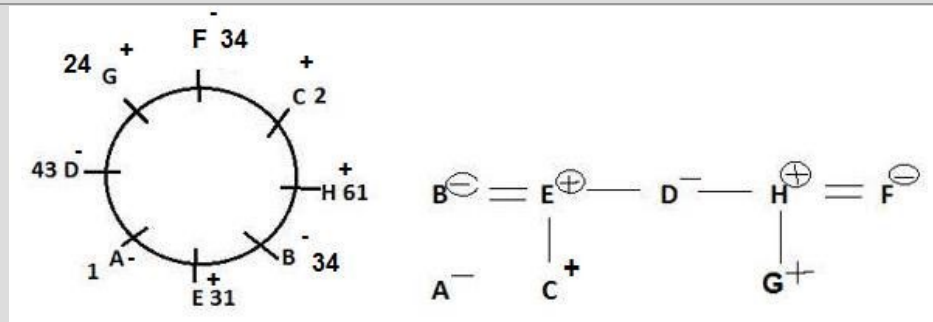 F - 34
24 G +
+ C 2
43 D -
+ H 61
1 A -
B - 34
+ E 31
B ⊖ = E ⊕ — D – — H ⊕ = F ⊖
A – C + G +